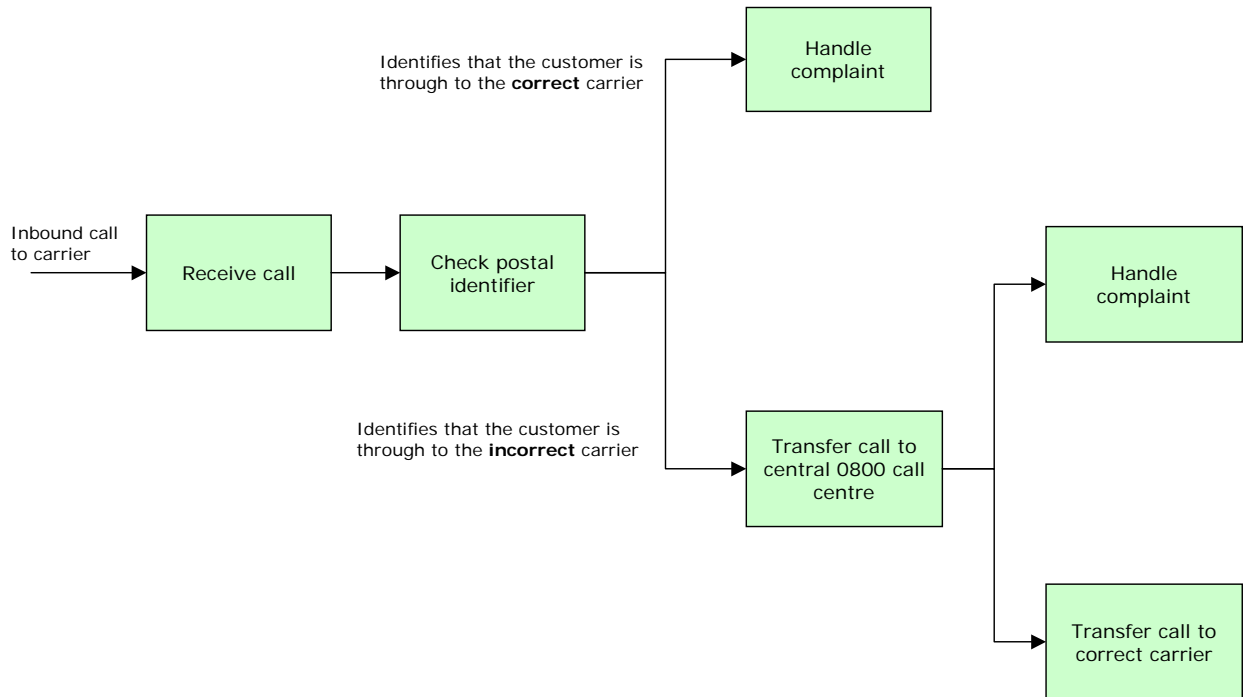 Identifies that the customer is
through to the correct carrier
Handle
complaint
Inbound call
to carrier
Receive call
Check postal
identifier
Handle
complaint
Identifies that the customer is
through to the incorrect carrier
Transfer call to
central 0800 call
centre
Transfer call to
correct carrier